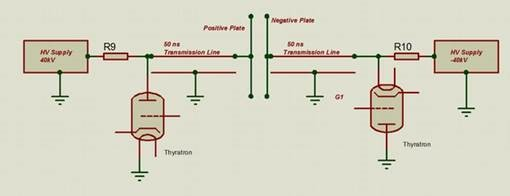 Positive Plate
Negative Plate
HV Supply
40kV
R9
50 ns
Transmission Line
50 ns
Transmission Line
R10
HV Supply
-40kV
G1
Thyratron
Thyratron